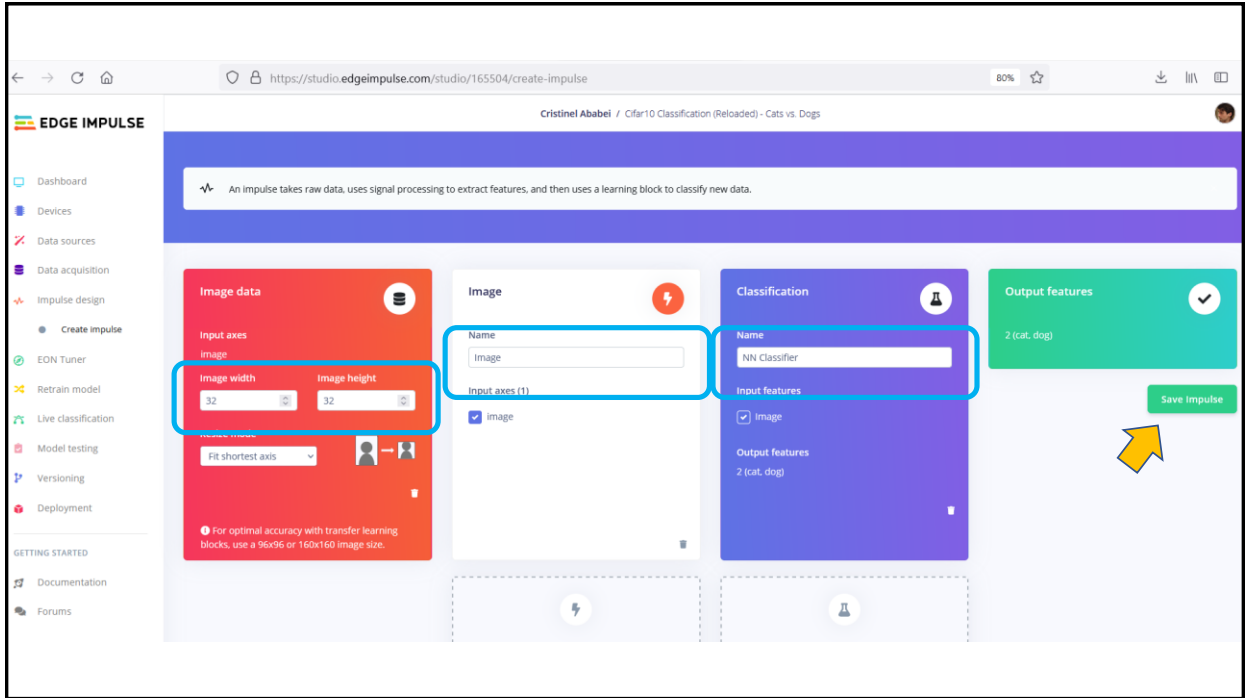 https://studio.edgeimpulse.com/studio/165504/create-impulse
80%
EDGE IMPULSE
Cristinel Ababei / Cifar10 Classification (Reloaded) - Cats vs. Dogs
Dashboard
Devices
Data sources
Data acquisition
Impulse design
Create impulse
EON Tuner
Retrain model
Live classification
Model testing
Versioning
Deployment
GETTING STARTED
Documentation
Forums
An impulse takes raw data, uses signal processing to extract features, and then uses a learning block to classify new data.
Image data
Input axes
image
Image width Image height
32 32
Resize mode
Fit shortest axis
For optimal accuracy with transfer learning
blocks, use a 96x96 or 160x160 image size.
Image
Name
Image
Input axes (1)
image
Classification
Name
NN Classifier
Input features
Image
Output features
2 (cat, dog)
Output features
2 (cat, dog)
Save Impulse